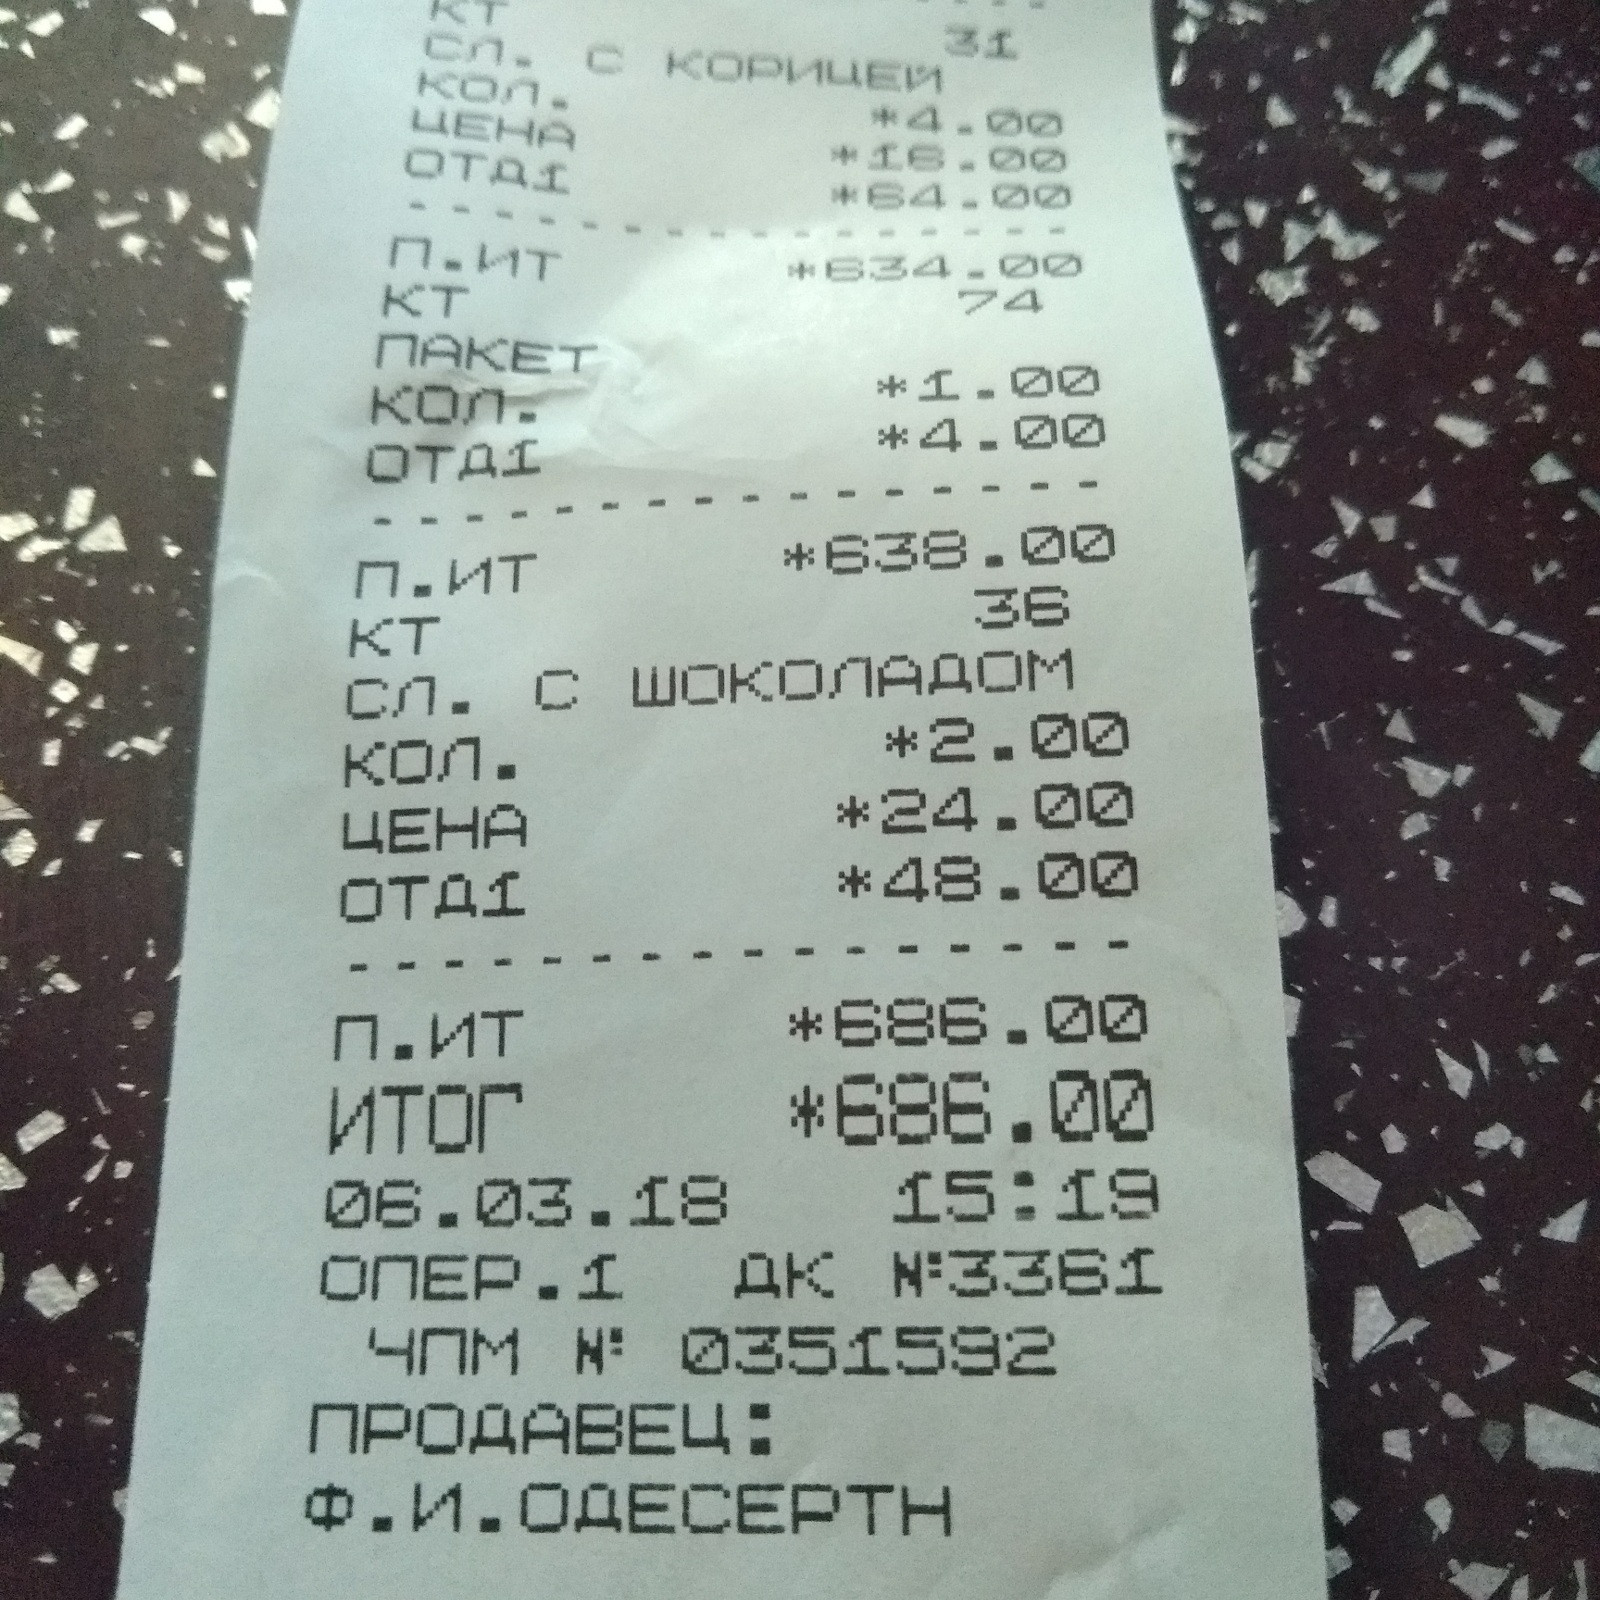 КТ 31
СЛ. С КОРИЦЕЙ
КОЛ. *4.00
ЦЕНА *16.00
ОТД1 *64.00
----------------
П.ИТ *634.00
КТ 74
ПАКЕТ
КОЛ. *1.00
ОТД1 *4.00
----------------
П.ИТ *638.00
КТ 36
СЛ. С ШОКОЛАДОМ
КОЛ. *2.00
ЦЕНА *24.00
ОТД1 *48.00
----------------
П.ИТ *686.00
ИТОГ *686.00
06.03.18 15:19
ОПЕР.1 ДК №3361
ЧПМ № 0351592
ПРОДАВЕЦ:
Ф.И.ОДЕСЕРТН